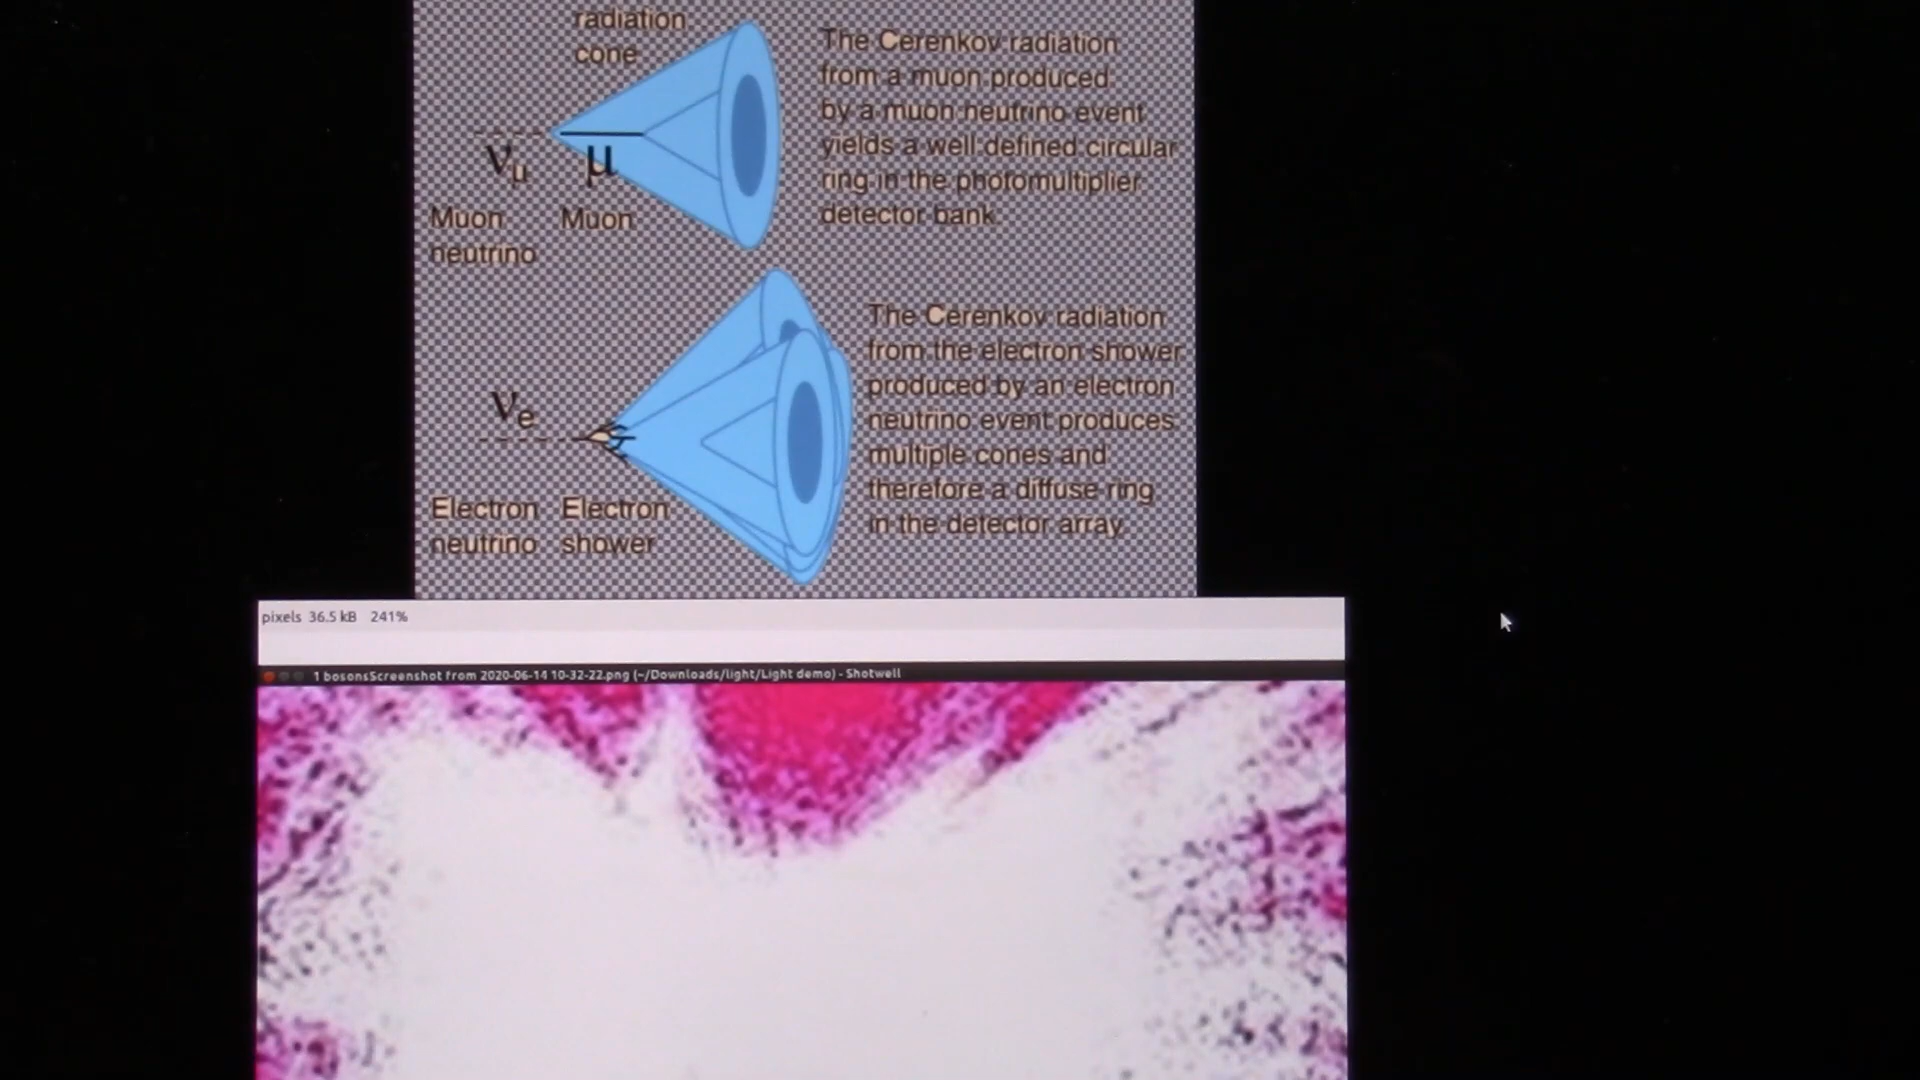 radiation
cone
The Cerenkov radiation
from a muon produced
by a muon neutrino event
yields a well defined circular
ring in the photomultiplier
detector bank.
νμ
μ
Muon
neutrino
Muon
The Cerenkov radiation
from the electron shower
produced by an electron
neutrino event produces
multiple cones and
therefore a diffuse ring
in the detector array.
νe
Electron
neutrino
Electron
shower
pixels 36.5 kB 241%
1 bosonsScreenshot from 2020-06-14 10-32-22.png (~/Downloads/light/Light demo) - Shotwell